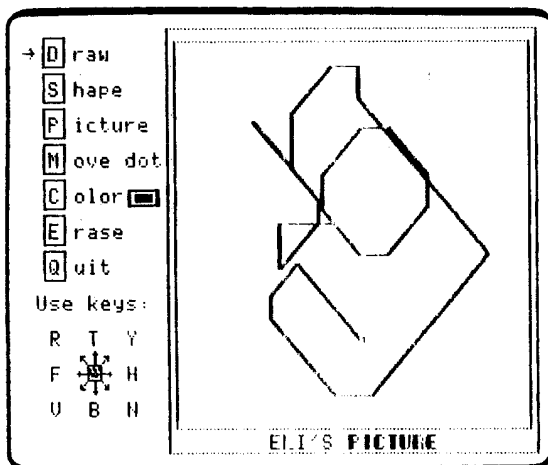 → D raw
S hape
P icture
M ove dot
C olor
E rase
Q uit
Use keys:
R T Y
F H
V B N
ELI'S PICTURE